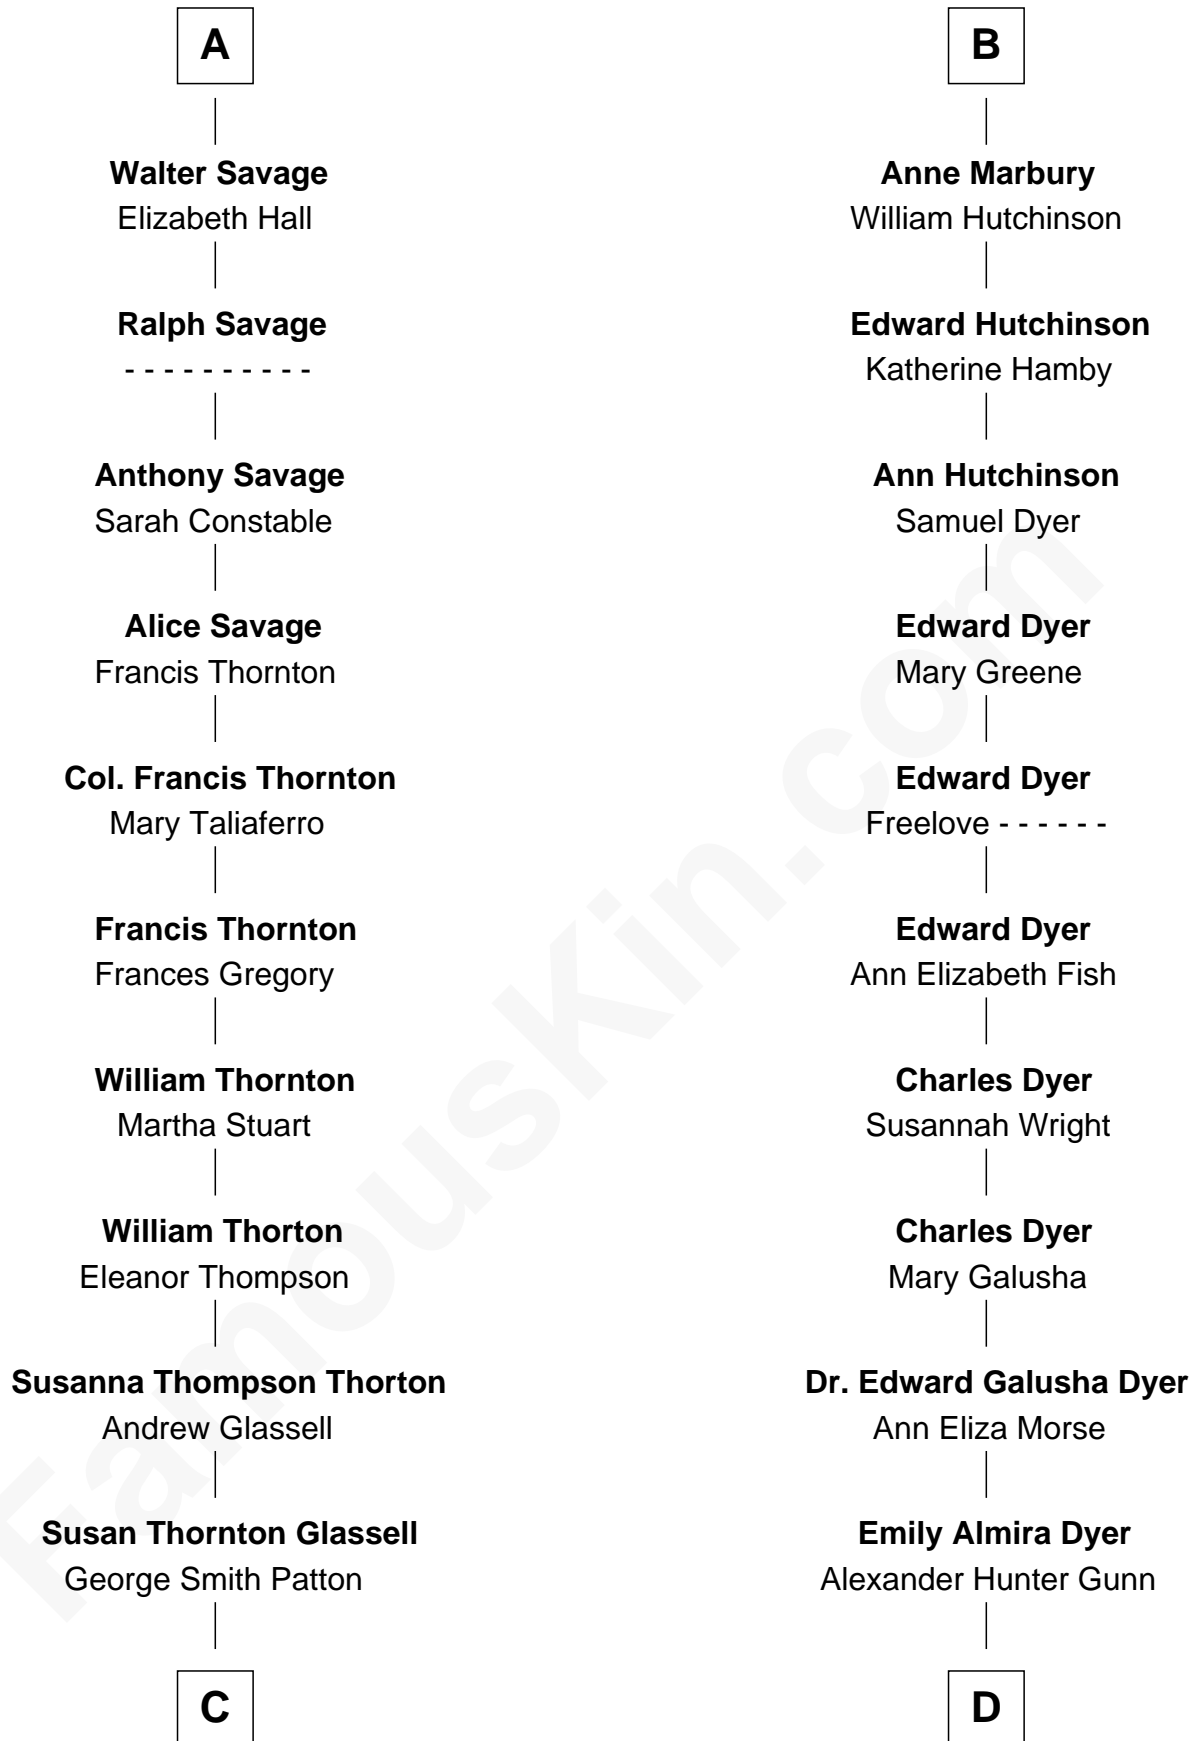 A
Walter Savage
Elizabeth Hall
Ralph Savage
- - - - - - - - - -
Anthony Savage
Sarah Constable
Alice Savage
Francis Thornton
Col. Francis Thornton
Mary Taliaferro
Francis Thornton
Frances Gregory
William Thornton
Martha Stuart
William Thorton
Eleanor Thompson
Susanna Thompson Thorton
Andrew Glassell
Susan Thornton Glassell
George Smith Patton
C
B
Anne Marbury
William Hutchinson
Edward Hutchinson
Katherine Hamby
Ann Hutchinson
Samuel Dyer
Edward Dyer
Mary Greene
Edward Dyer
Freelove - - - - - -
Edward Dyer
Ann Elizabeth Fish
Charles Dyer
Susannah Wright
Charles Dyer
Mary Galusha
Dr. Edward Galusha Dyer
Ann Eliza Morse
Emily Almira Dyer
Alexander Hunter Gunn
D
FamousKin.com